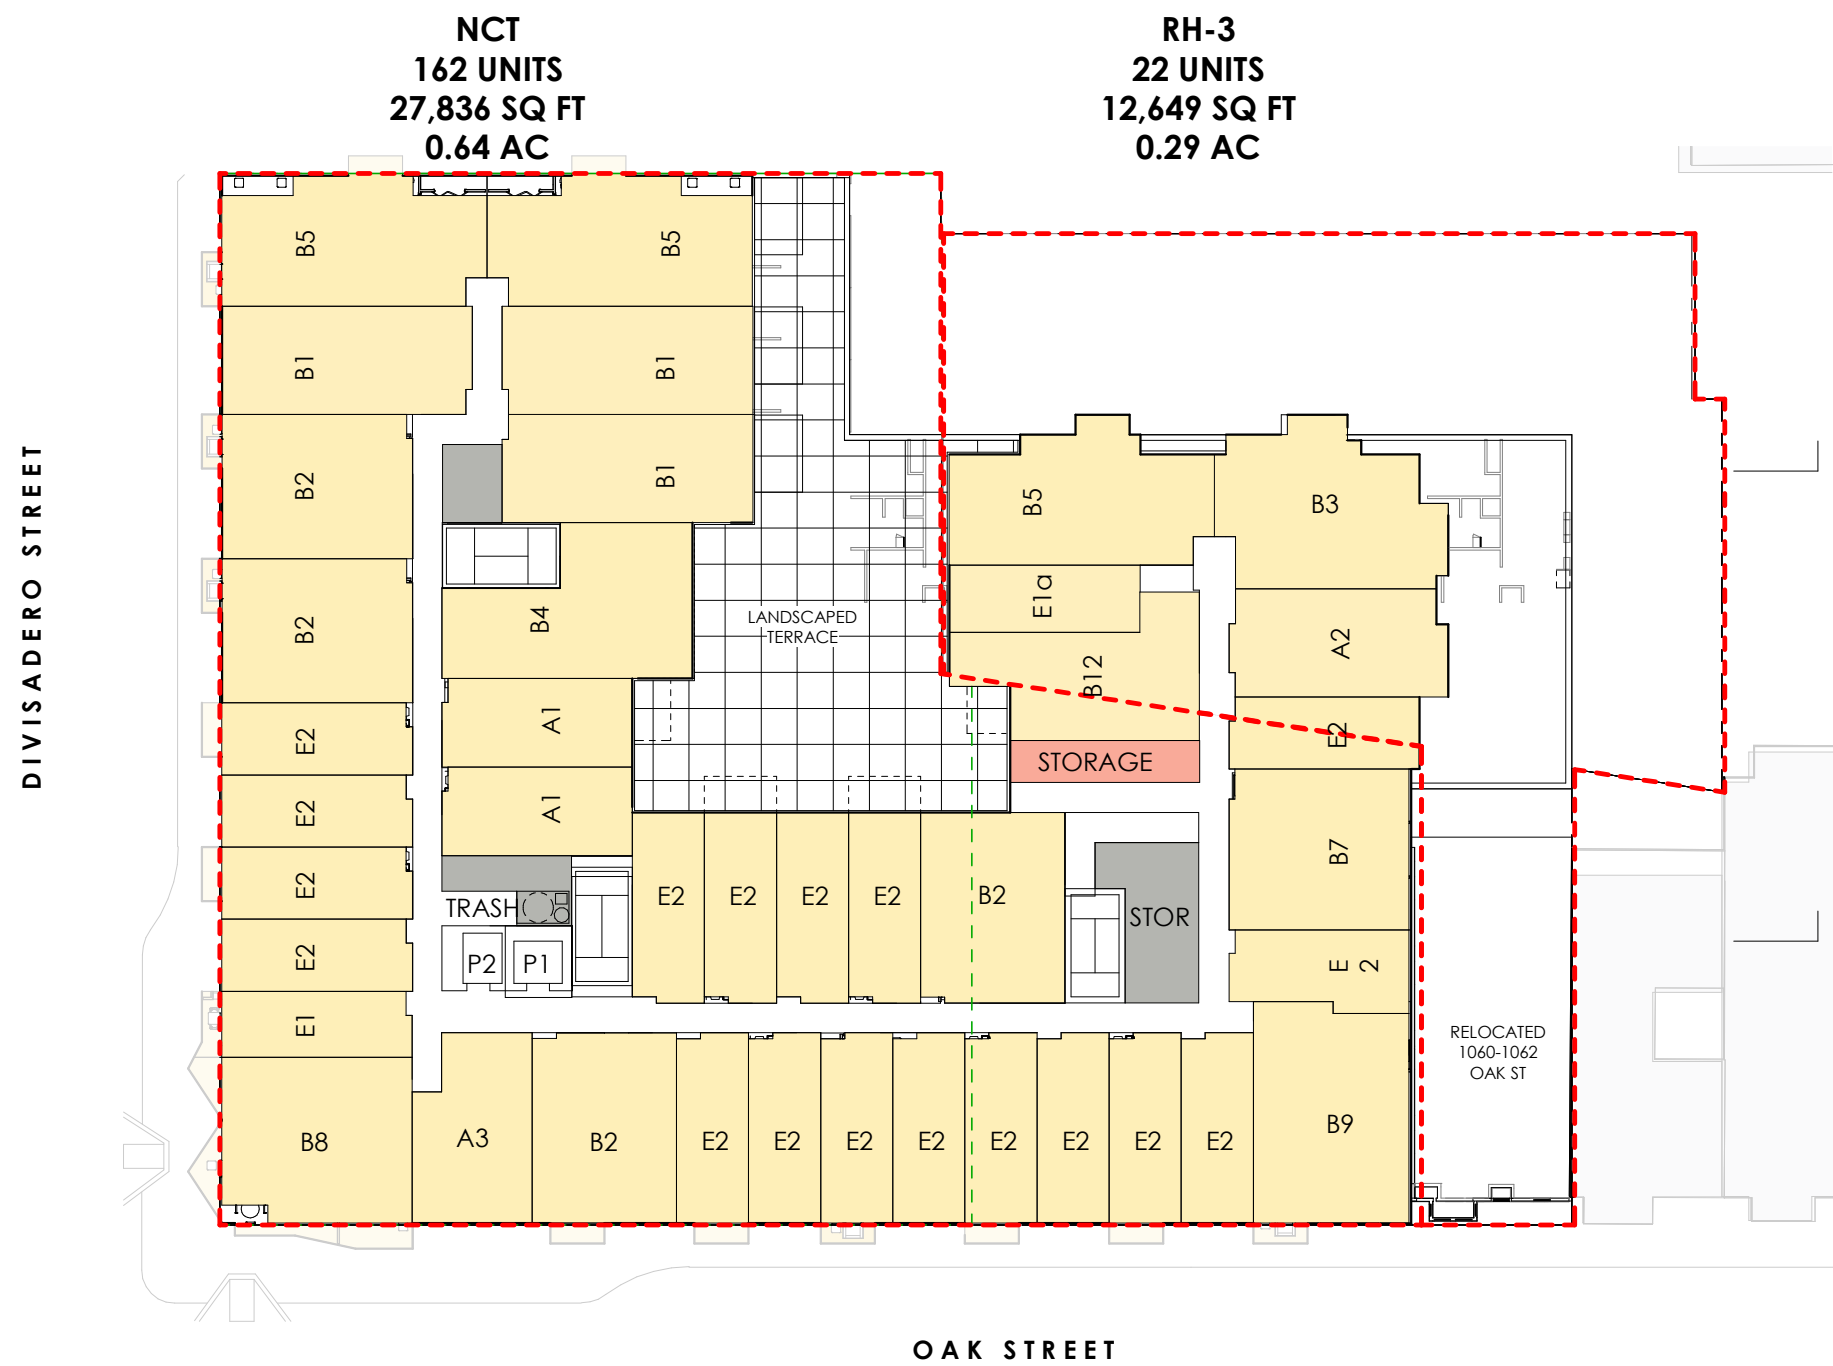 NCT
162 UNITS
27,836 SQ FT
0.64 AC
RH-3
22 UNITS
12,649 SQ FT
0.29 AC
DIVISADERO STREET
B5
B5
B1
B1
B2
B1
B2
B4
E2
A1
E2
A1
E2
E2
E1
B8
LANDSCAPED
TERRACE
B5
B3
E1a
A2
B12
E2
STORAGE
B7
TRASH
P2
P1
E2
E2
E2
E2
B2
STOR
E
2
A3
B2
E2
E2
E2
E2
E2
E2
E2
E2
B9
RELOCATED
1060-1062
OAK ST
OAK STREET